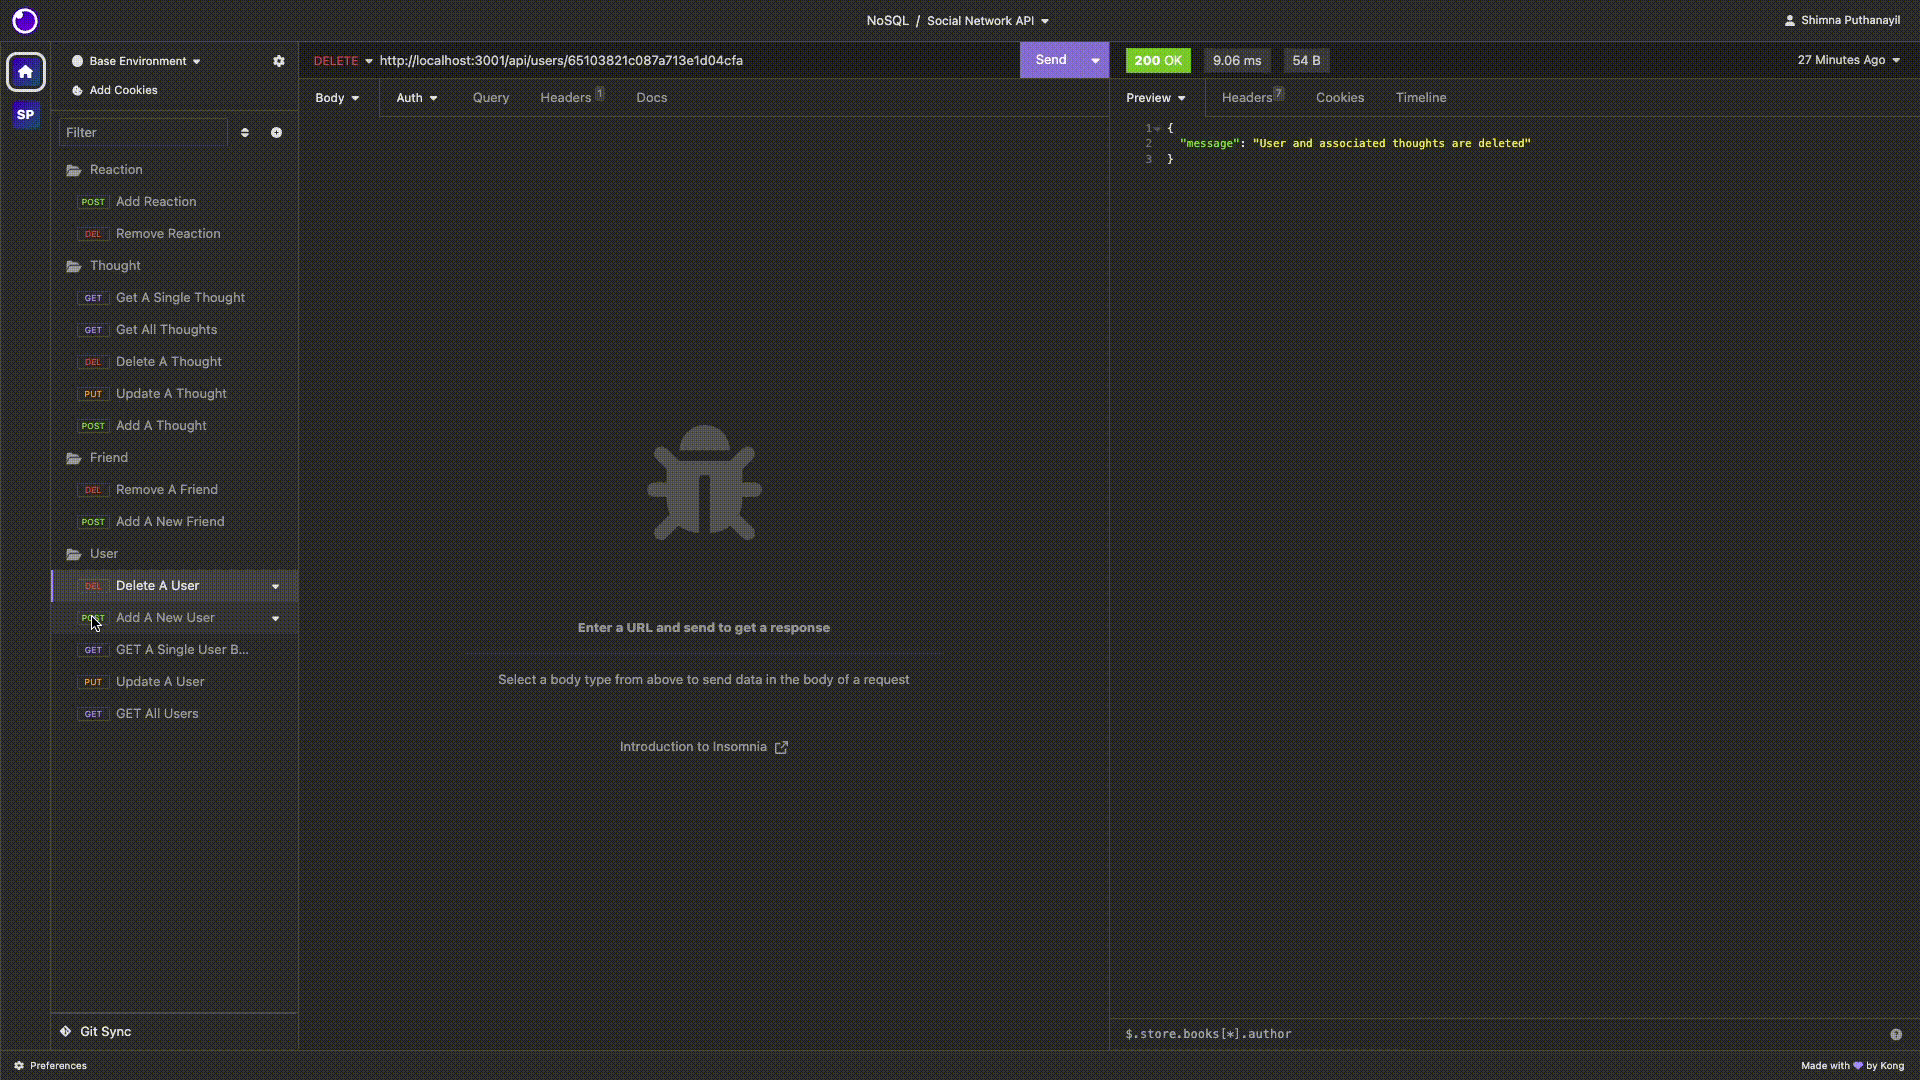 NoSQL / Social Network API
Shimna Puthanayil
SP
Base Environment
Add Cookies
Filter
Reaction
POST Add Reaction
DEL Remove Reaction
Thought
GET Get A Single Thought
GET Get All Thoughts
DEL Delete A Thought
PUT Update A Thought
POST Add A Thought
Friend
DEL Remove A Friend
POST Add A New Friend
User
DEL Delete A User
POST Add A New User
GET GET A Single User B...
PUT Update A User
GET GET All Users
Git Sync
Preferences
DELETE http://localhost:3001/api/users/65103821c087a713e1d04cfa Send
Body Auth Query Headers 1 Docs
Enter a URL and send to get a response
Select a body type from above to send data in the body of a request
Introduction to Insomnia
200 OK 9.06 ms 54 B 27 Minutes Ago
Preview Headers 7 Cookies Timeline
1 {
2 "message": "User and associated thoughts are deleted"
3 }
$.store.books[*].author
Made with 💜 by Kong